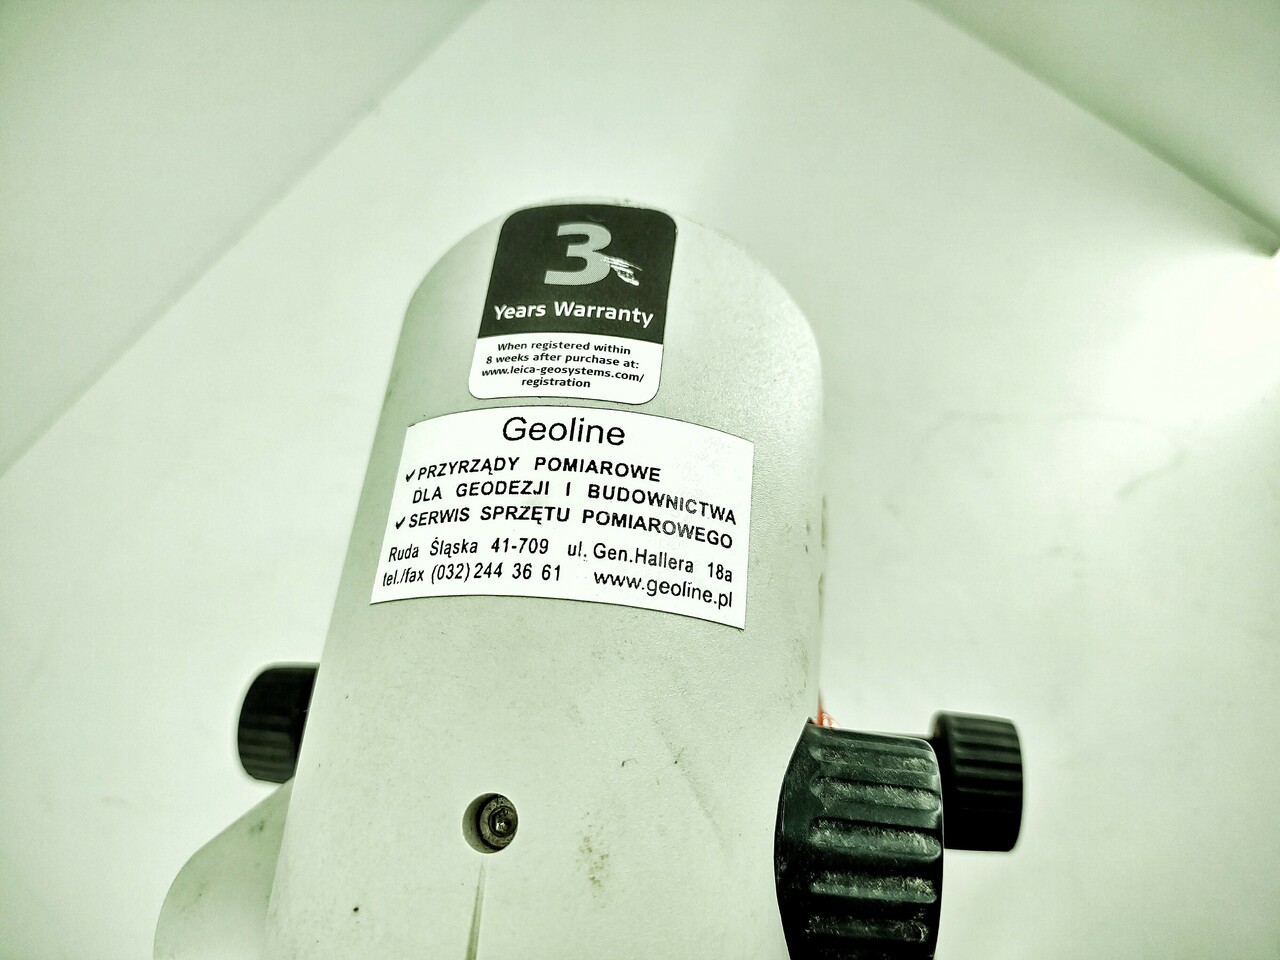 3
Years Warranty
When registered within
8 weeks after purchase at:
www.leica-geosystems.com/
registration
Geoline
✓ PRZYRZĄDY POMIAROWE
DLA GEODEZJI I BUDOWNICTWA
✓ SERWIS SPRZĘTU POMIAROWEGO
Ruda Śląska 41-709 ul. Gen.Hallera 18a
tel./fax (032) 244 36 61 www.geoline.pl